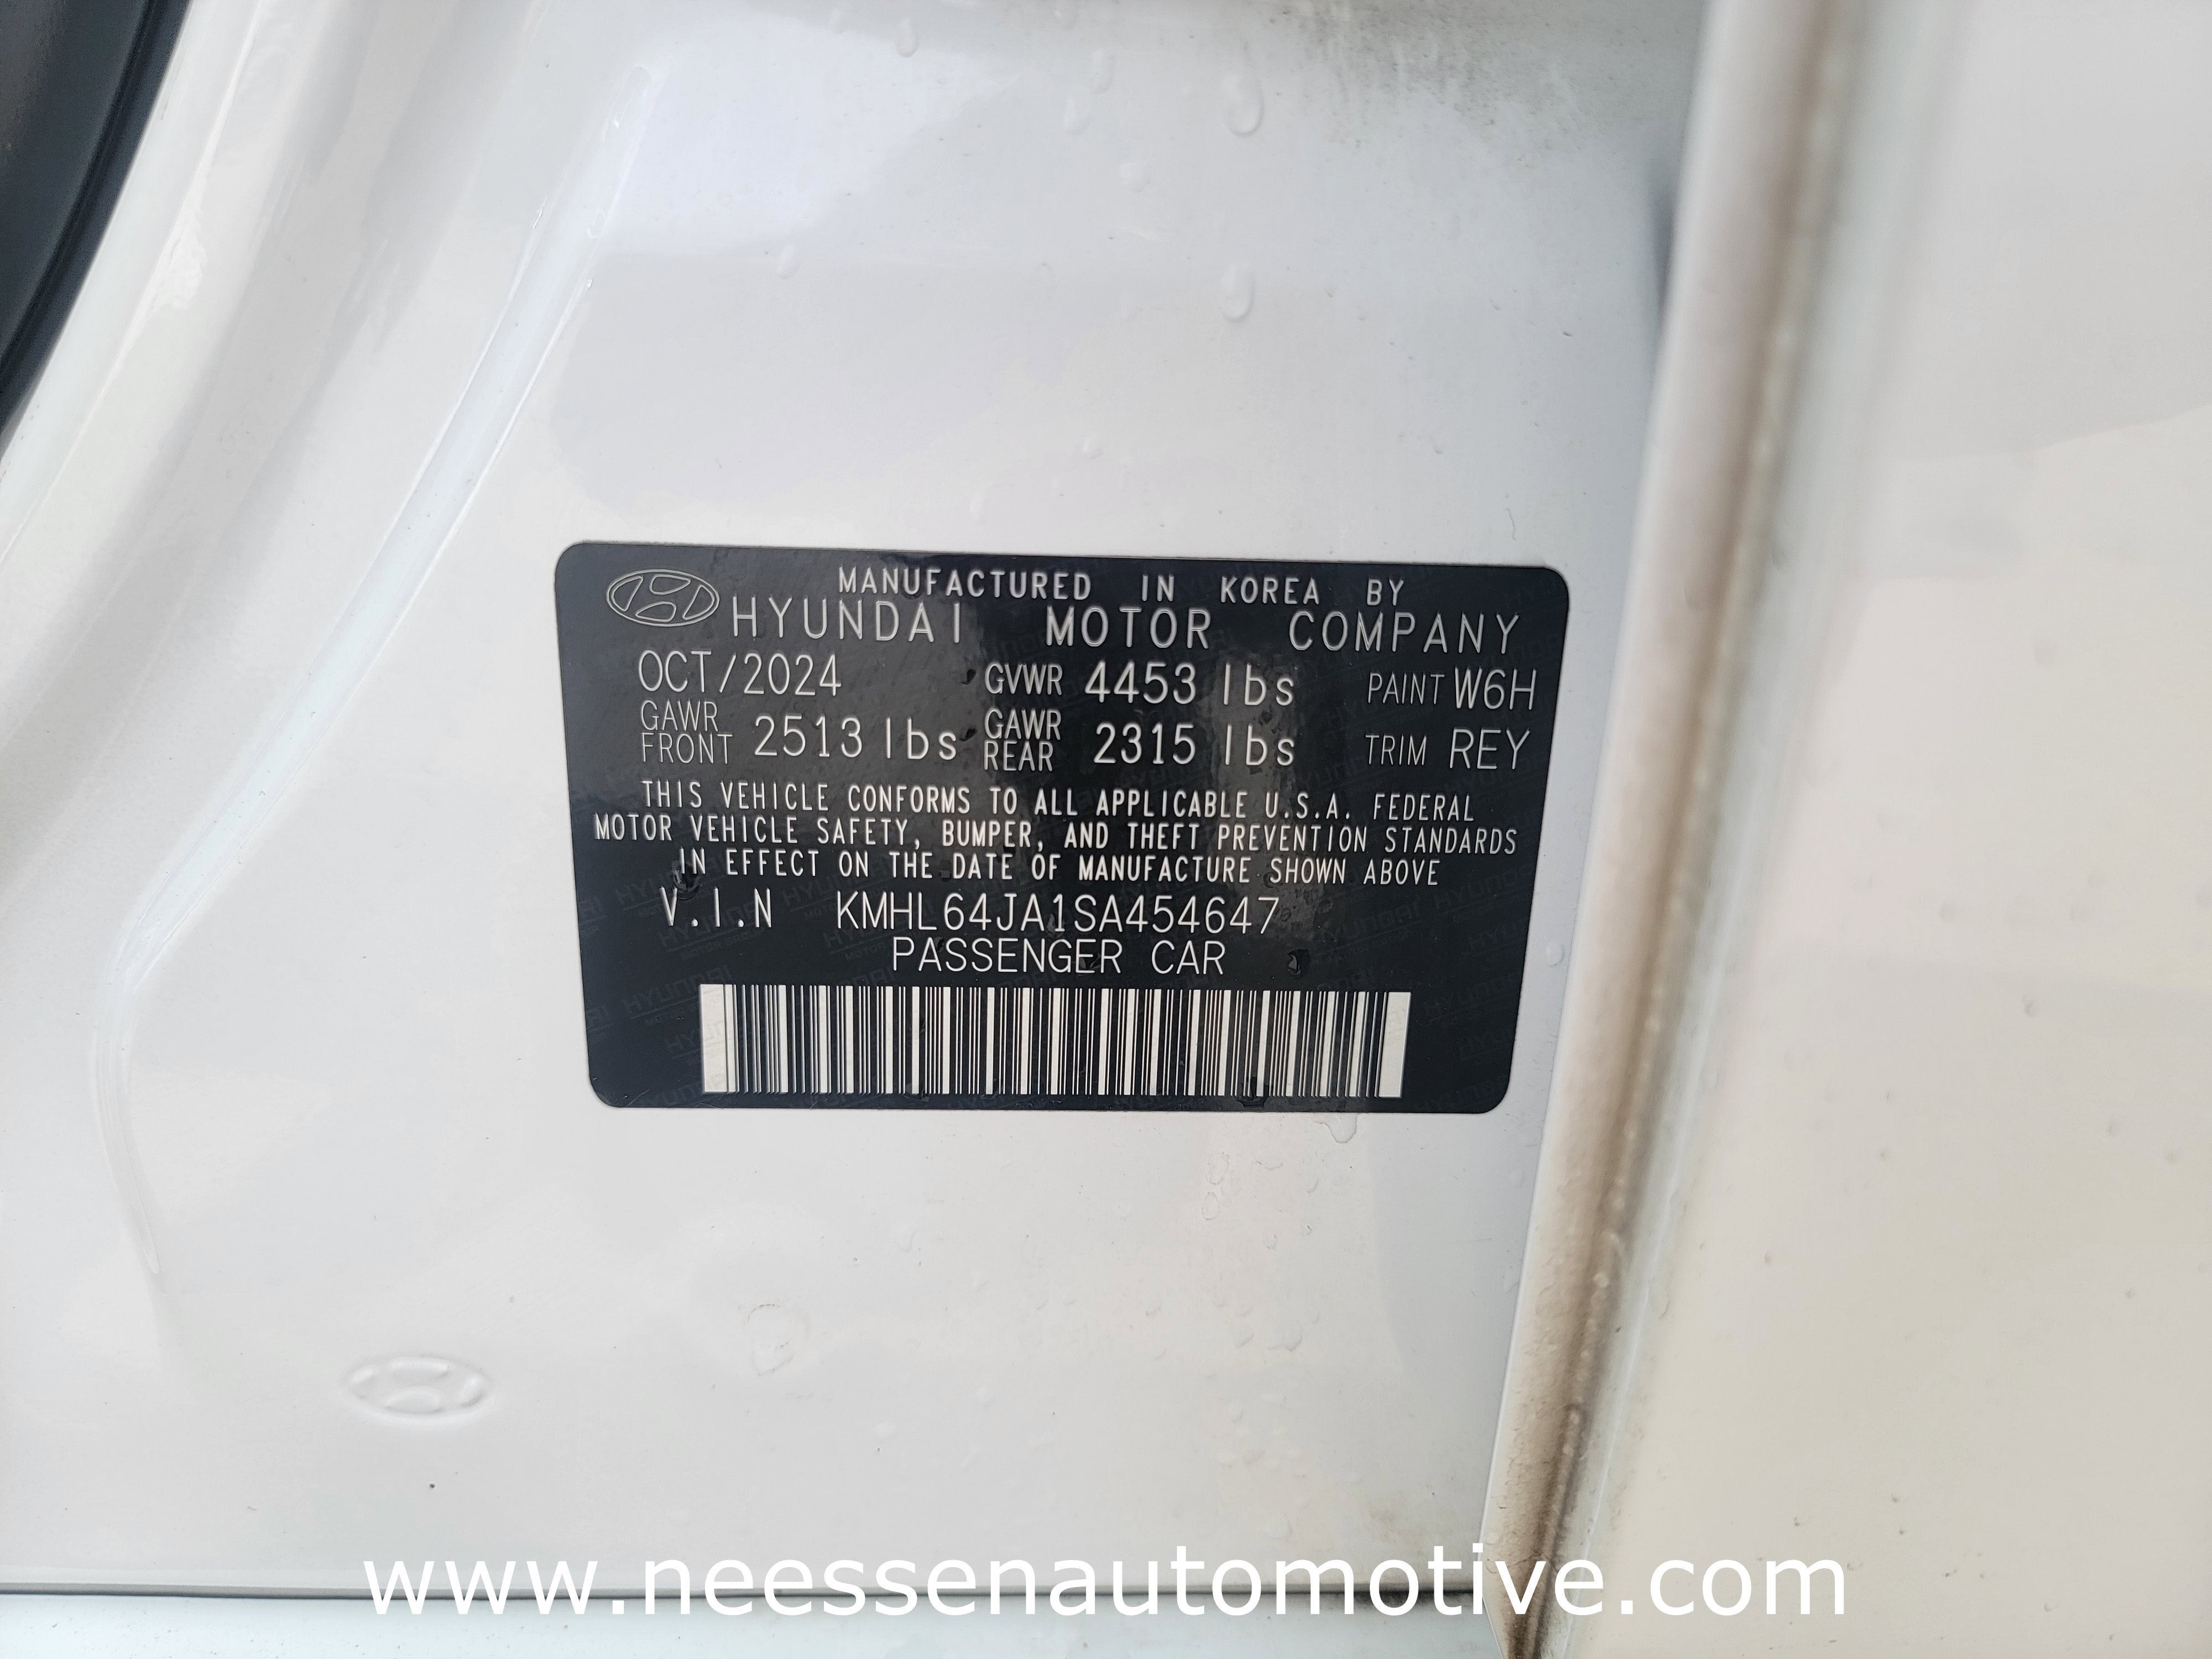 MANUFACTURED IN KOREA BY
HYUNDAI MOTOR COMPANY
OCT/2024 GVWR 4453 lbs PAINT W6H
GAWR FRONT 2513 lbs GAWR REAR 2315 lbs TRIM REY
THIS VEHICLE CONFORMS TO ALL APPLICABLE U.S.A. FEDERAL
MOTOR VEHICLE SAFETY, BUMPER, AND THEFT PREVENTION STANDARDS
IN EFFECT ON THE DATE OF MANUFACTURE SHOWN ABOVE
V.I.N KMHL64JA1SA454647
PASSENGER CAR
www.neessenautomotive.com